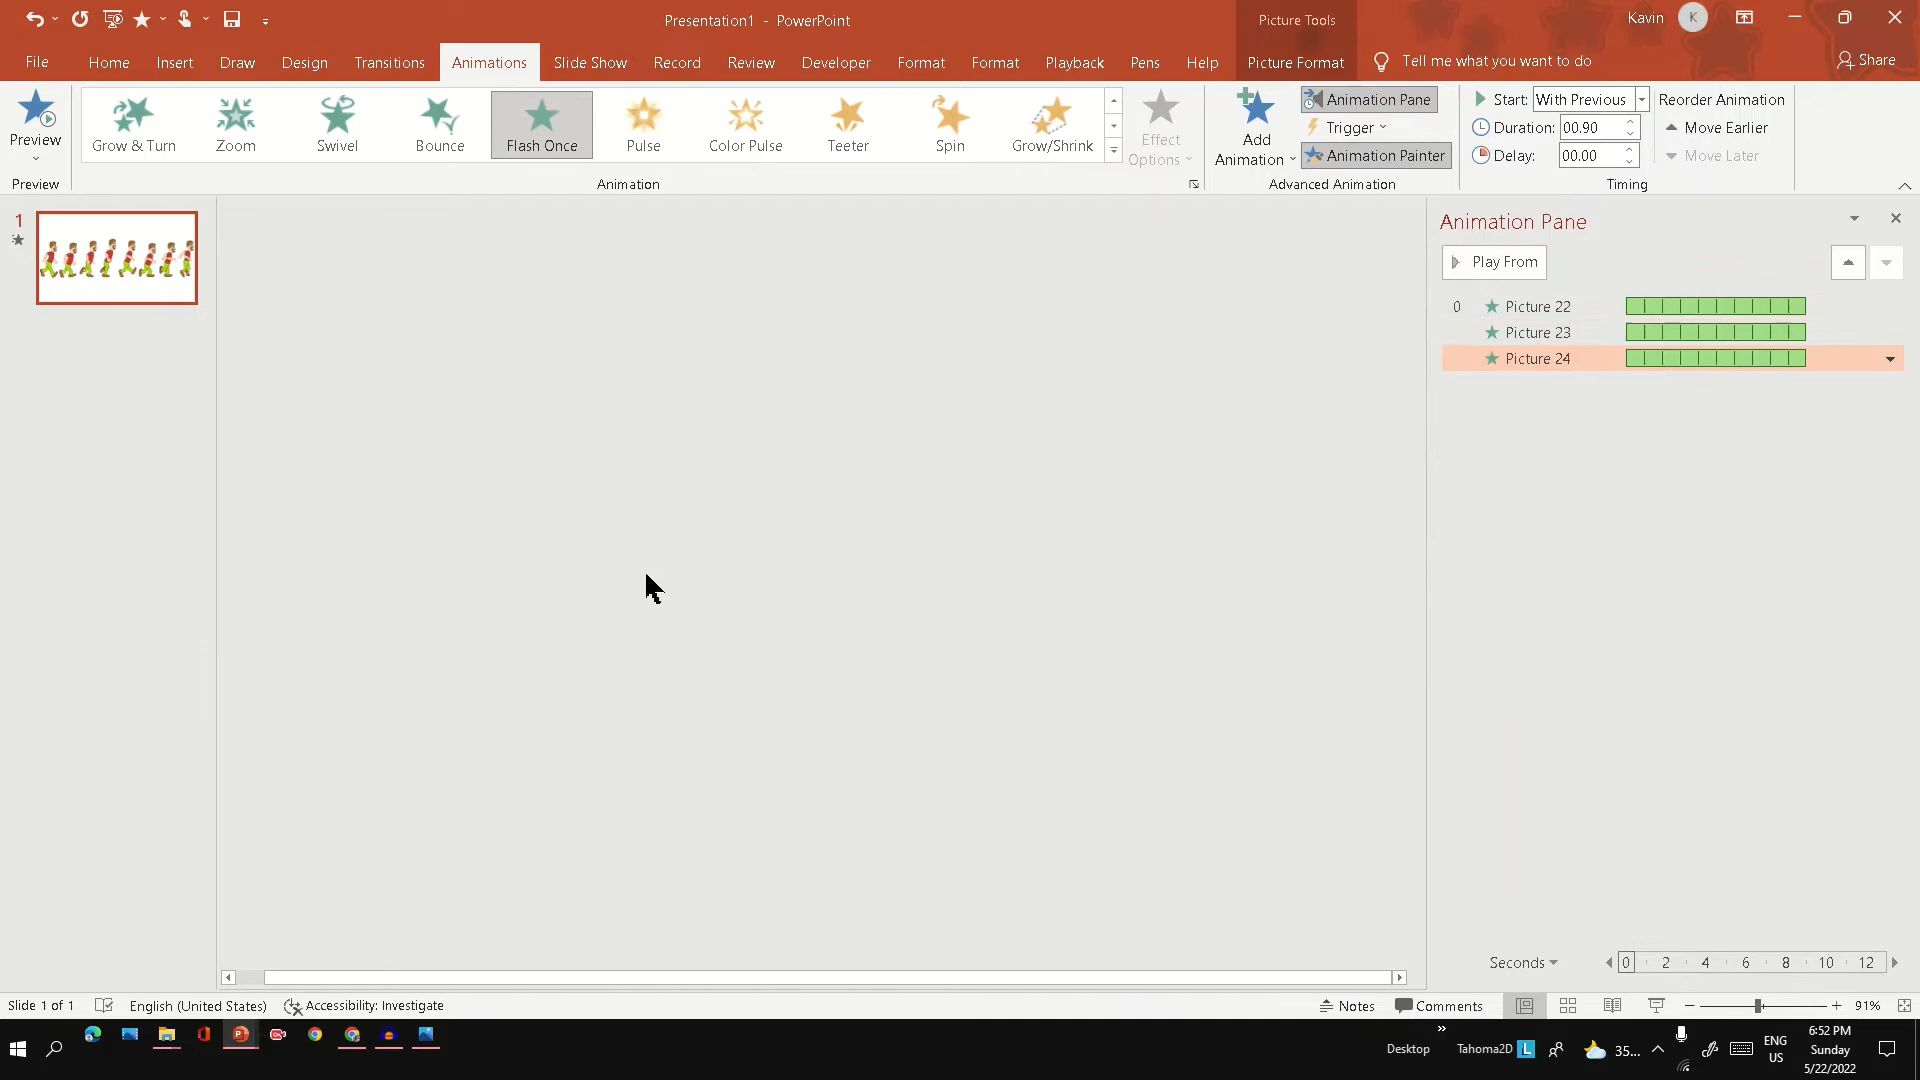 Presentation1 - PowerPoint
Picture Tools
Kavin
K
File
Home
Insert
Draw
Design
Transitions
Animations
Slide Show
Record
Review
Developer
Format
Format
Playback
Pens
Help
Picture Format
Tell me what you want to do
Share
Preview
Grow & Turn
Zoom
Swivel
Bounce
Flash Once
Pulse
Color Pulse
Teeter
Spin
Grow/Shrink
Effect
Options
Add
Animation
Animation Pane
Trigger
Animation Painter
Start: With Previous
Duration: 00.90
Delay: 00.00
Reorder Animation
Move Earlier
Move Later
Preview
Animation
Advanced Animation
Timing
1
Animation Pane
Play From
0 Picture 22
Picture 23
Picture 24
Seconds
0 2 4 6 8 10 12
Slide 1 of 1
English (United States)
Accessibility: Investigate
Notes
Comments
91%
Desktop
»
Tahoma2D
L
35...
ENG
US
6:52 PM
Sunday
5/22/2022